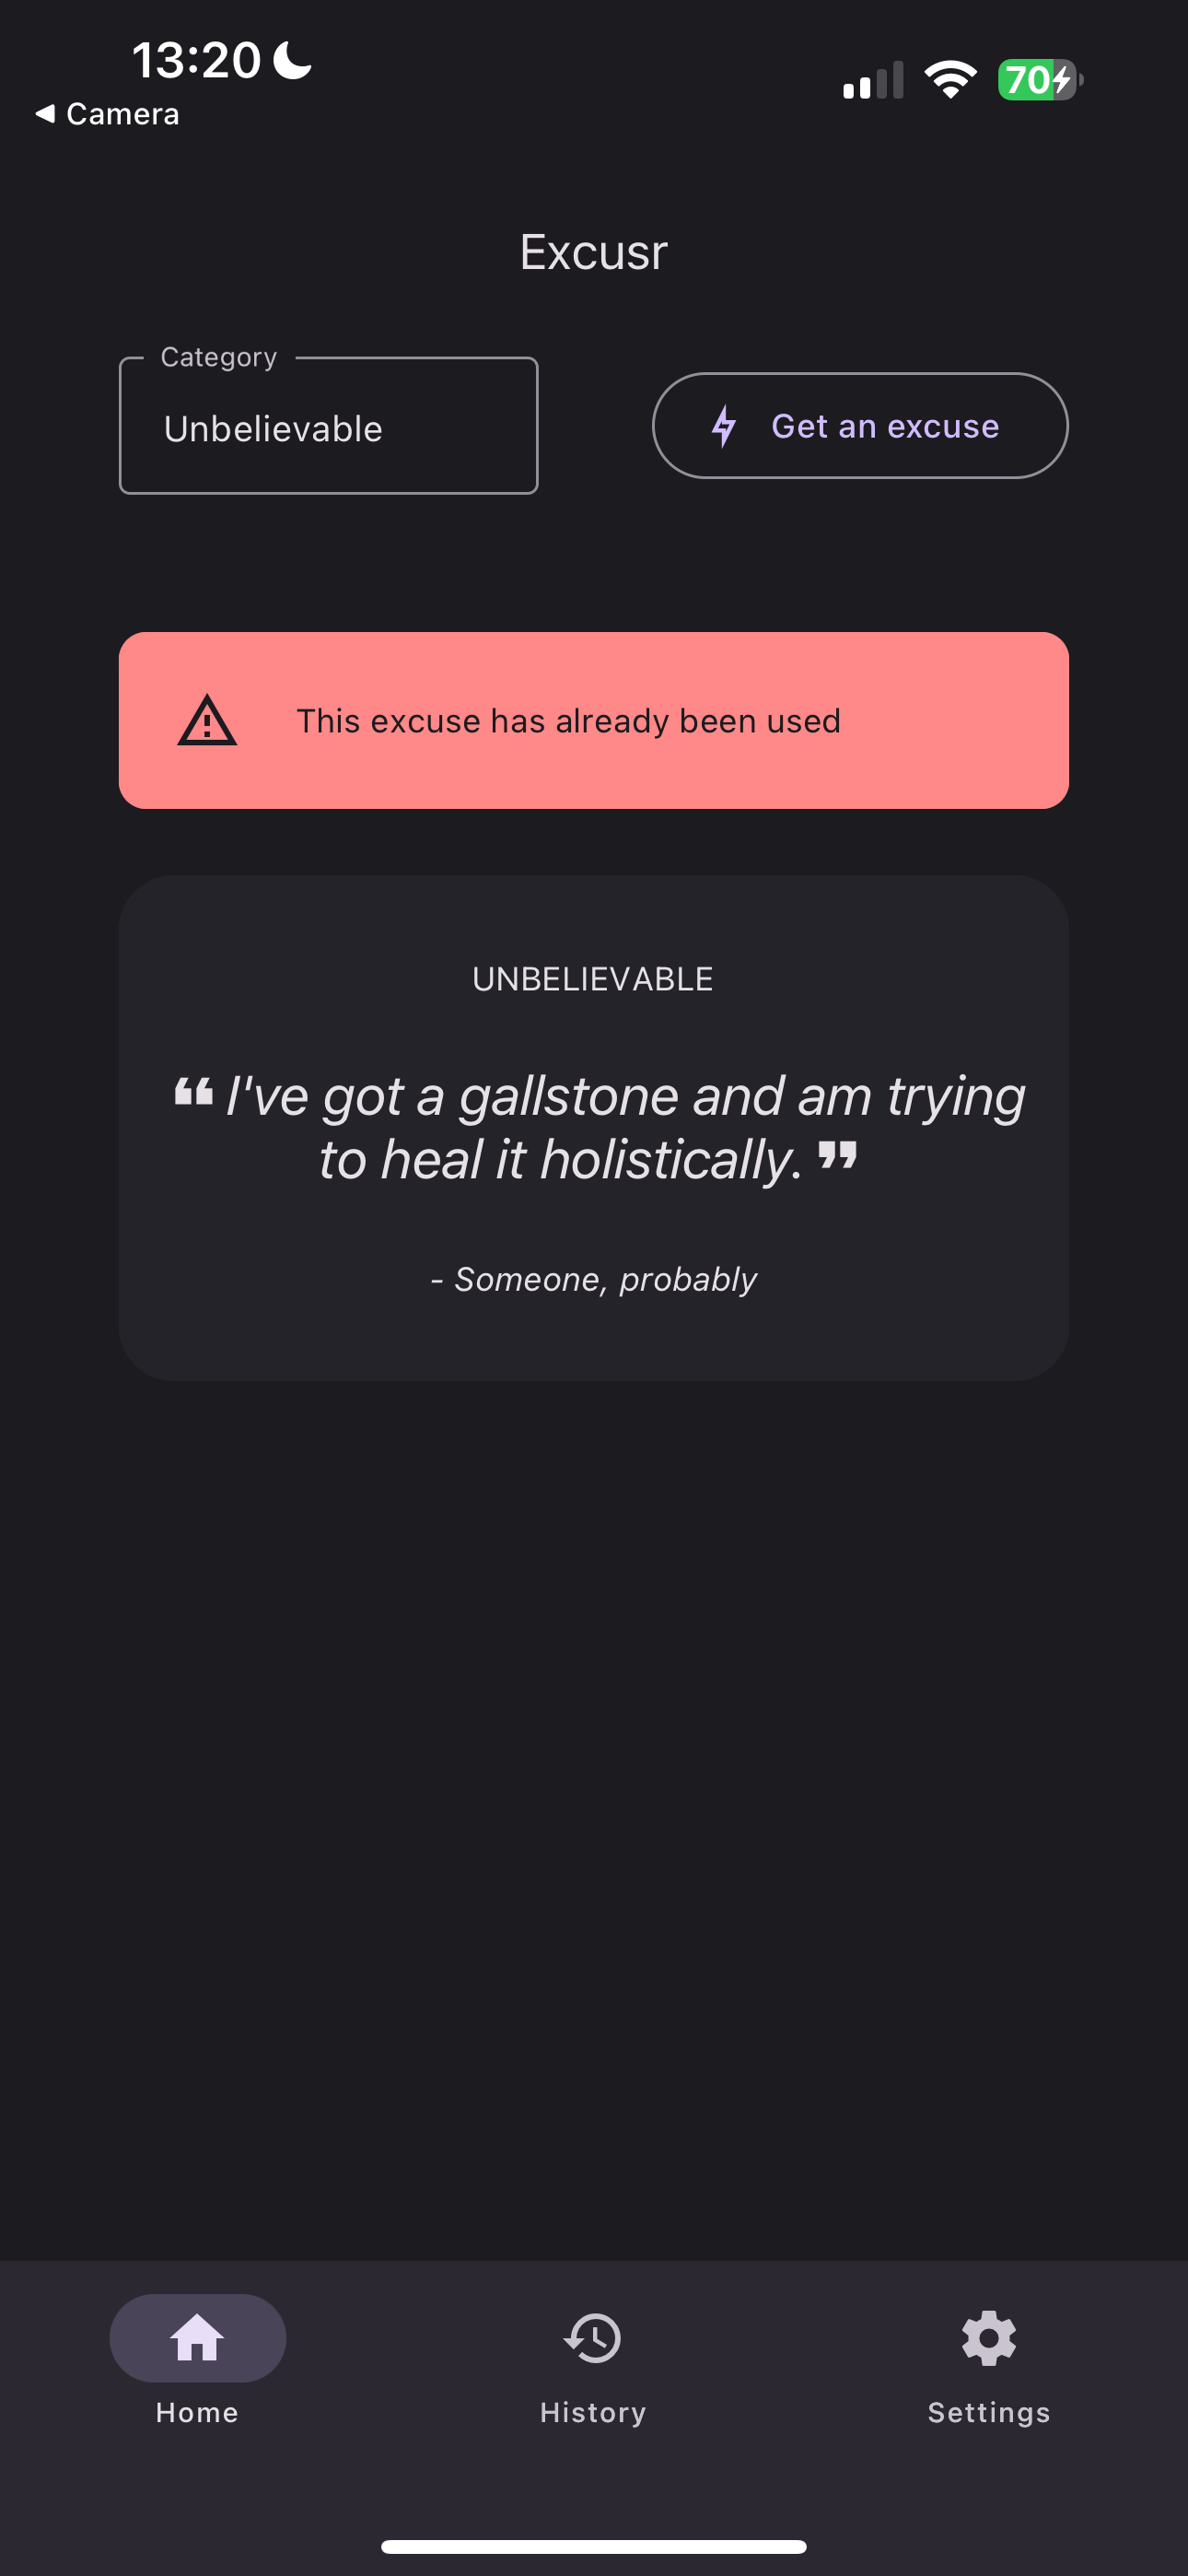 13:20
70
Camera
Excusr
Category
Unbelievable
Get an excuse
This excuse has already been used
UNBELIEVABLE
❝ I've got a gallstone and am trying
to heal it holistically. ❞
- Someone, probably
Home
History
Settings